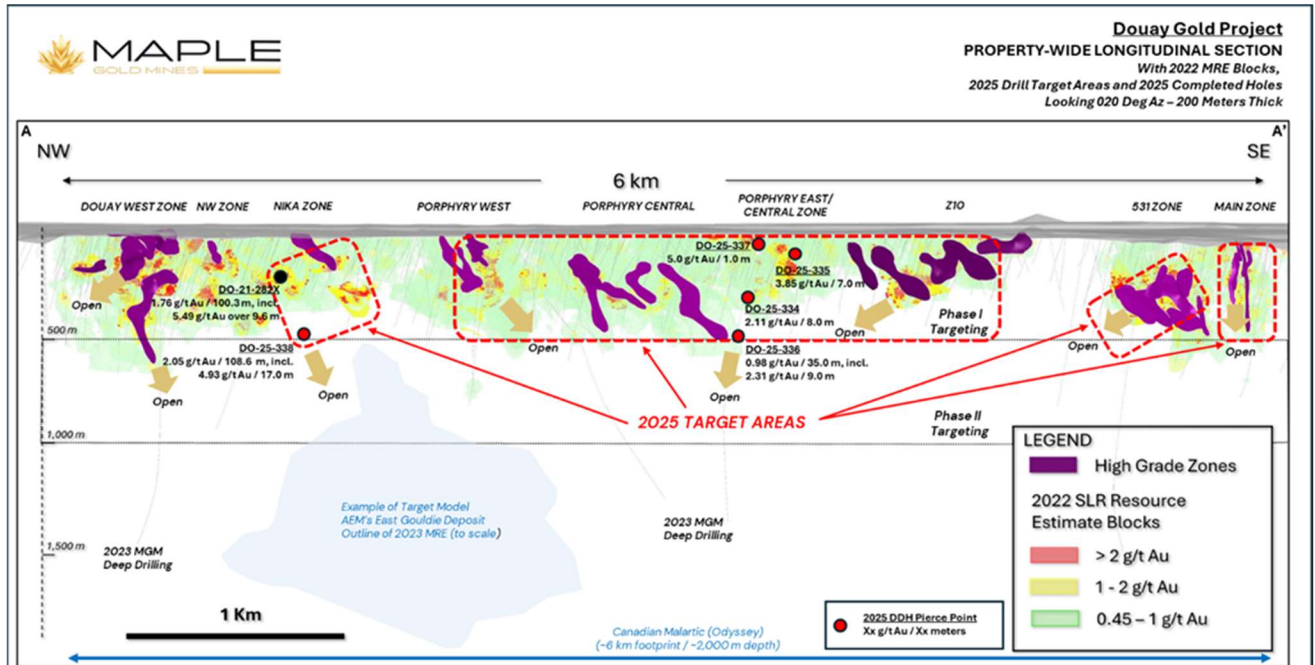 MAPLE
GOLD MINES
Douay Gold Project
PROPERTY-WIDE LONGITUDINAL SECTION
With 2022 MRE Blocks,
2025 Drill Target Areas and 2025 Completed Holes
Looking 020 Deg Az – 200 Meters Thick
A
A'
NW
SE
6 km
DOUAY WEST ZONE
NW ZONE
NIKA ZONE
PORPHYRY WEST
PORPHYRY CENTRAL
PORPHYRY EAST/
CENTRAL ZONE
Z10
531 ZONE
MAIN ZONE
DO-25-337
5.0 g/t Au / 1.0 m
DO-25-335
3.85 g/t Au / 7.0 m
DO-21-282X
1.76 g/t Au / 100.3 m, incl.
5.49 g/t Au over 9.6 m
Open
DO-25-334
2.11 g/t Au / 8.0 m
Open
Phase I
Targeting
500 m
DO-25-338
2.05 g/t Au / 108.6 m, incl.
4.93 g/t Au / 17.0 m
Open
DO-25-336
0.98 g/t Au / 35.0 m, incl.
2.31 g/t Au / 9.0 m
Open
Open
Open
Open
Open
2025 TARGET AREAS
Phase II
Targeting
1,000 m
LEGEND
High Grade Zones
2022 SLR Resource
Estimate Blocks
> 2 g/t Au
1 - 2 g/t Au
0.45 – 1 g/t Au
Example of Target Model
AEM's East Gouldie Deposit
Outline of 2023 MRE (to scale)
2023 MGM
Deep Drilling
1,500 m
2023 MGM
Deep Drilling
1 Km
2025 DDH Pierce Point
Xx g/t Au / Xx meters
Canadian Malartic (Odyssey)
(~6 km footprint / ~2,000 m depth)